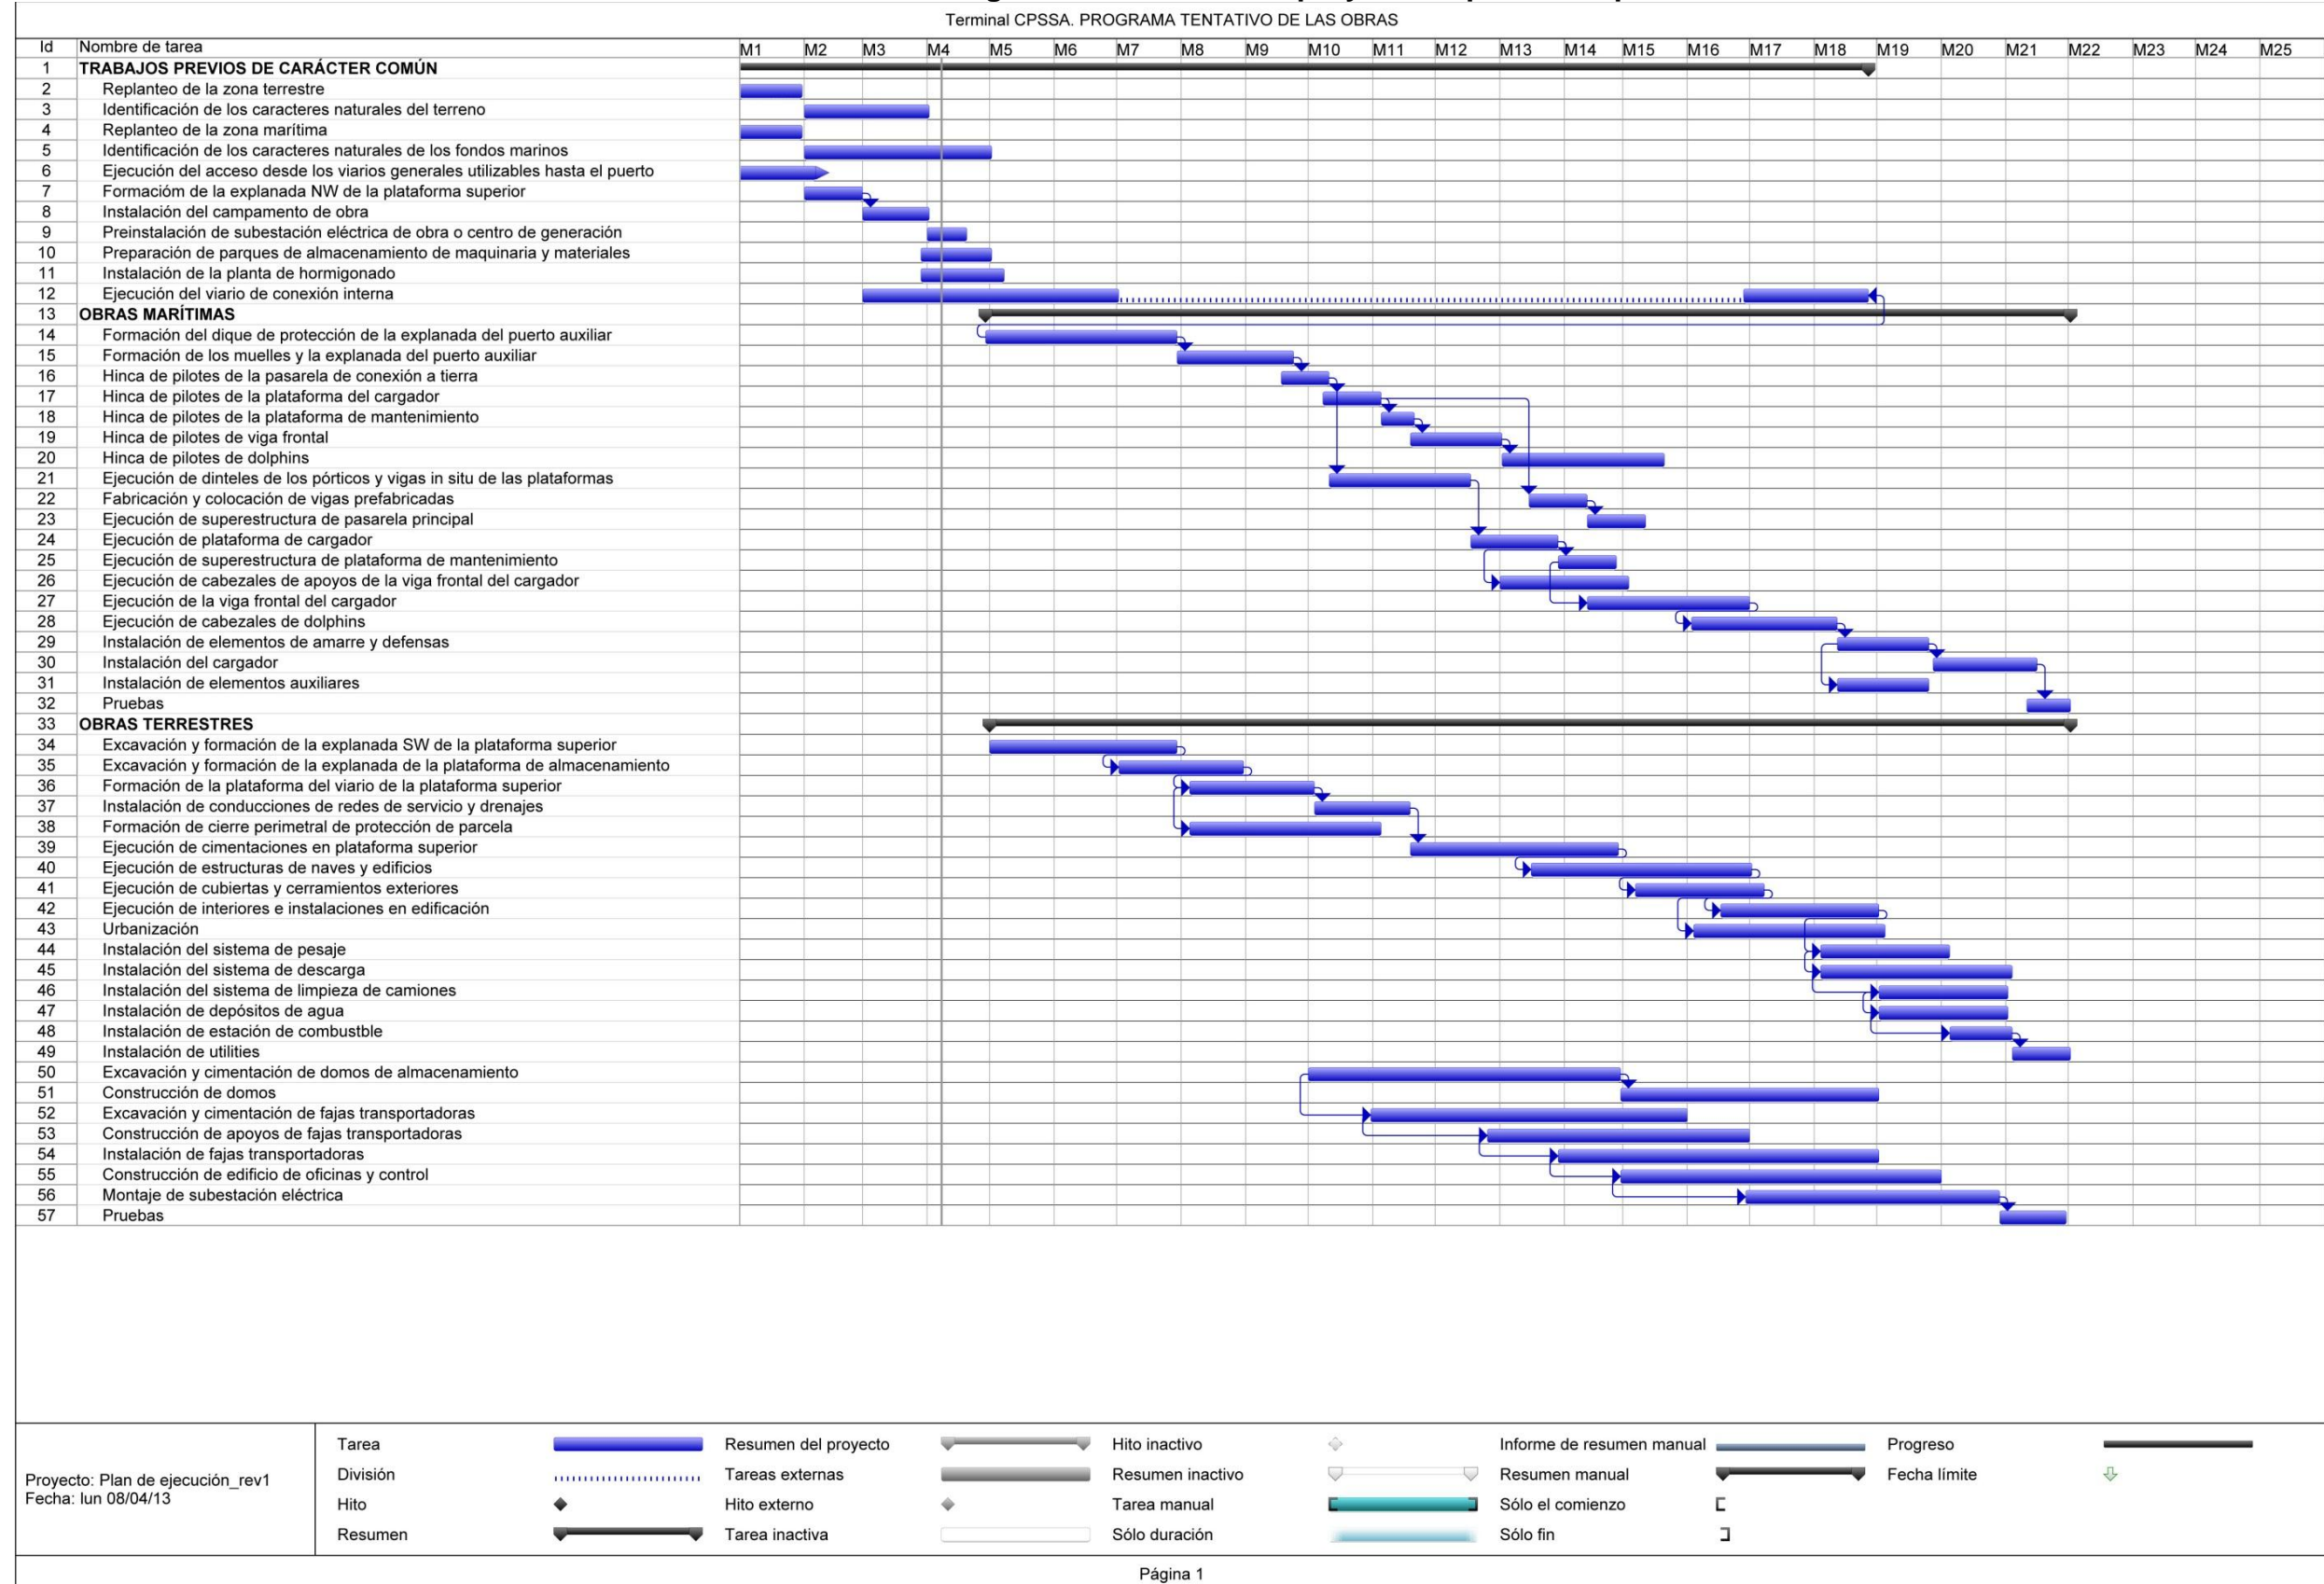 Terminal CPSSA. PROGRAMA TENTATIVO DE LAS OBRAS
Id Nombre de tarea M1 M2 M3 M4 M5 M6 M7 M8 M9 M10 M11 M12 M13 M14 M15 M16 M17 M18 M19 M20 M21 M22 M23 M24 M25
1 TRABAJOS PREVIOS DE CARÁCTER COMÚN
2 Replanteo de la zona terrestre
3 Identificación de los caracteres naturales del terreno
4 Replanteo de la zona marítima
5 Identificación de los caracteres naturales de los fondos marinos
6 Ejecución del acceso desde los viarios generales utilizables hasta el puerto
7 Formacióm de la explanada NW de la plataforma superior
8 Instalación del campamento de obra
9 Preinstalación de subestación eléctrica de obra o centro de generación
10 Preparación de parques de almacenamiento de maquinaria y materiales
11 Instalación de la planta de hormigonado
12 Ejecución del viario de conexión interna
13 OBRAS MARÍTIMAS
14 Formación del dique de protección de la explanada del puerto auxiliar
15 Formación de los muelles y la explanada del puerto auxiliar
16 Hinca de pilotes de la pasarela de conexión a tierra
17 Hinca de pilotes de la plataforma del cargador
18 Hinca de pilotes de la plataforma de mantenimiento
19 Hinca de pilotes de viga frontal
20 Hinca de pilotes de dolphins
21 Ejecución de dinteles de los pórticos y vigas in situ de las plataformas
22 Fabricación y colocación de vigas prefabricadas
23 Ejecución de superestructura de pasarela principal
24 Ejecución de plataforma de cargador
25 Ejecución de superestructura de plataforma de mantenimiento
26 Ejecución de cabezales de apoyos de la viga frontal del cargador
27 Ejecución de la viga frontal del cargador
28 Ejecución de cabezales de dolphins
29 Instalación de elementos de amarre y defensas
30 Instalación del cargador
31 Instalación de elementos auxiliares
32 Pruebas
33 OBRAS TERRESTRES
34 Excavación y formación de la explanada SW de la plataforma superior
35 Excavación y formación de la explanada de la plataforma de almacenamiento
36 Formación de la plataforma del viario de la plataforma superior
37 Instalación de conducciones de redes de servicio y drenajes
38 Formación de cierre perimetral de protección de parcela
39 Ejecución de cimentaciones en plataforma superior
40 Ejecución de estructuras de naves y edificios
41 Ejecución de cubiertas y cerramientos exteriores
42 Ejecución de interiores e instalaciones en edificación
43 Urbanización
44 Instalación del sistema de pesaje
45 Instalación del sistema de descarga
46 Instalación del sistema de limpieza de camiones
47 Instalación de depósitos de agua
48 Instalación de estación de combustble
49 Instalación de utilities
50 Excavación y cimentación de domos de almacenamiento
51 Construcción de domos
52 Excavación y cimentación de fajas transportadoras
53 Construcción de apoyos de fajas transportadoras
54 Instalación de fajas transportadoras
55 Construcción de edificio de oficinas y control
56 Montaje de subestación eléctrica
57 Pruebas
Proyecto: Plan de ejecución_rev1
Fecha: lun 08/04/13
Tarea Resumen del proyecto Hito inactivo Informe de resumen manual Progreso
División Tareas externas Resumen inactivo Resumen manual Fecha límite
Hito Hito externo Tarea manual Sólo el comienzo
Resumen Tarea inactiva Sólo duración Sólo fin
Página 1